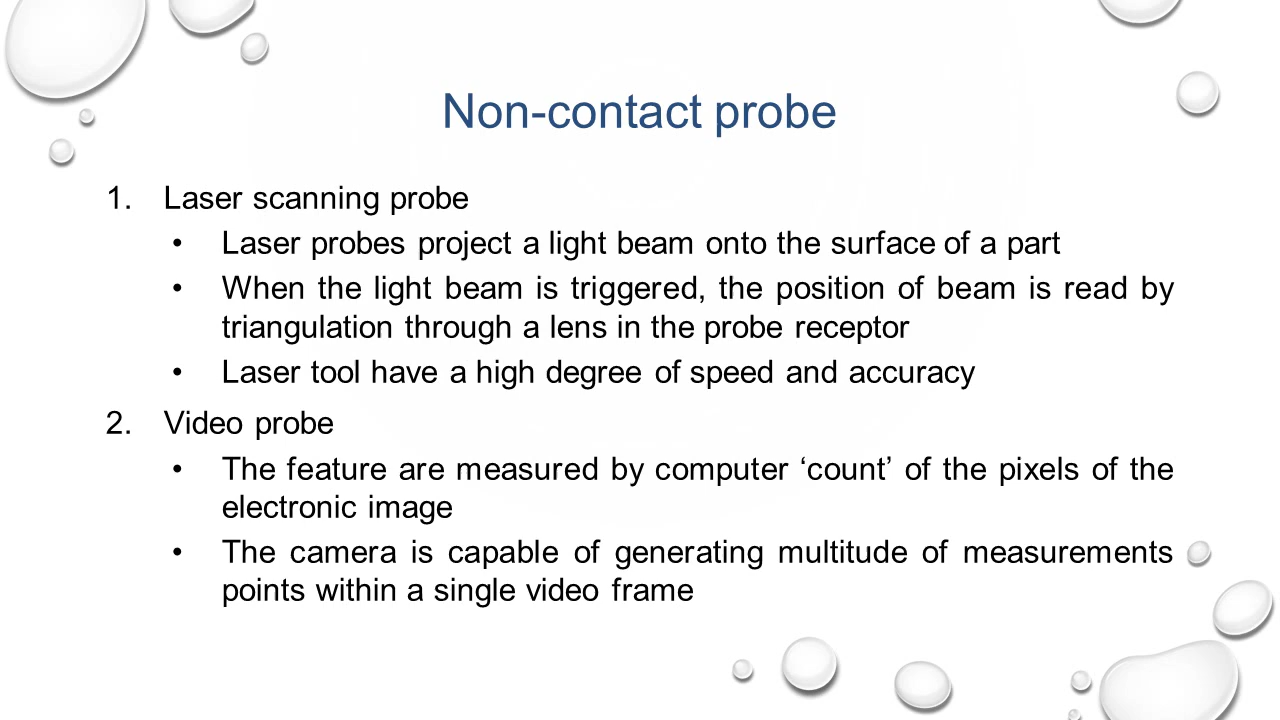 Non-contact probe
1. Laser scanning probe
• Laser probes project a light beam onto the surface of a part
• When the light beam is triggered, the position of beam is read by
triangulation through a lens in the probe receptor
• Laser tool have a high degree of speed and accuracy
2. Video probe
• The feature are measured by computer ‘count’ of the pixels of the
electronic image
• The camera is capable of generating multitude of measurements
points within a single video frame